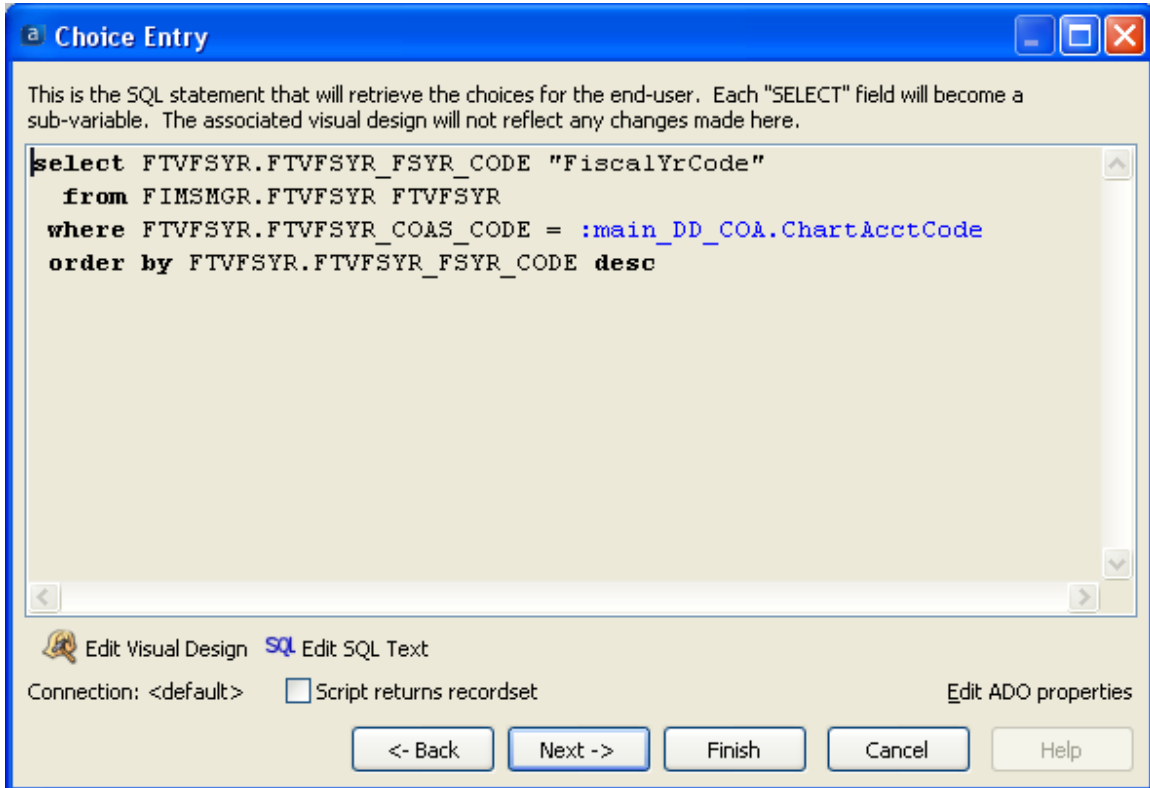 a Choice Entry
This is the SQL statement that will retrieve the choices for the end-user. Each "SELECT" field will become a
sub-variable. The associated visual design will not reflect any changes made here.
select FTVFSYR.FTVFSYR_FSYR_CODE "FiscalYrCode"
from FIMSMGR.FTVFSYR FTVFSYR
where FTVFSYR.FTVFSYR_COAS_CODE = :main_DD_COA.ChartAcctCode
order by FTVFSYR.FTVFSYR_FSYR_CODE desc
Edit Visual Design SQL Edit SQL Text
Connection: <default> Script returns recordset Edit ADO properties
<- Back Next -> Finish Cancel Help